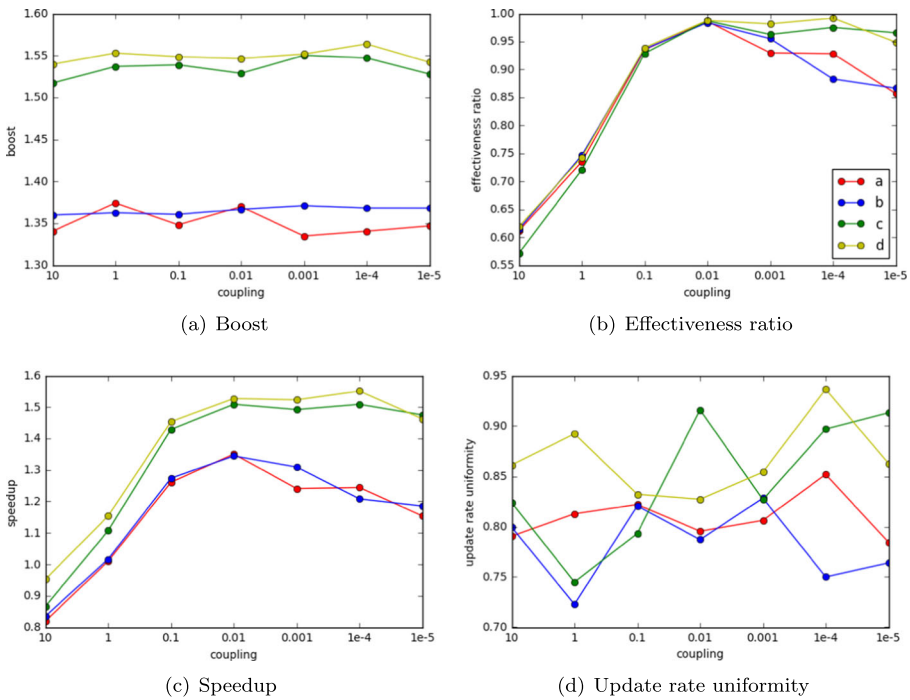 1.60
1.55
1.50
1.45
1.40
1.35
1.30
boost
10 1 0.1 0.01 0.001 1e-4 1e-5
coupling
(a) Boost
1.00
0.95
0.90
0.85
0.80
0.75
0.70
0.65
0.60
0.55
effectiveness ratio
a
b
c
d
10 1 0.1 0.01 0.001 1e-4 1e-5
coupling
(b) Effectiveness ratio
1.6
1.5
1.4
1.3
1.2
1.1
1.0
0.9
0.8
speedup
10 1 0.1 0.01 0.001 1e-4 1e-5
coupling
(c) Speedup
0.95
0.90
0.85
0.80
0.75
0.70
update rate uniformity
10 1 0.1 0.01 0.001 1e-4 1e-5
coupling
(d) Update rate uniformity